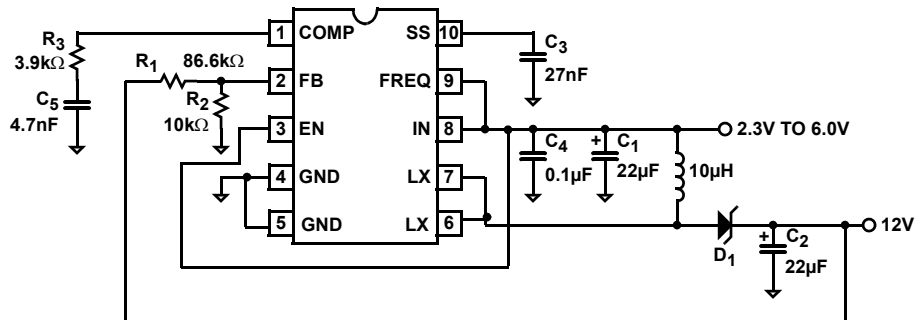 1 COMP SS 10
R3
3.9kΩ
C5
4.7nF
R1 86.6kΩ
2 FB FREQ 9
R2
10kΩ
3 EN IN 8
4 GND LX 7
5 GND LX 6
C3
27nF
C4
0.1µF
+ C1
22µF
10µH
2.3V TO 6.0V
12V
D1
+ C2
22µF